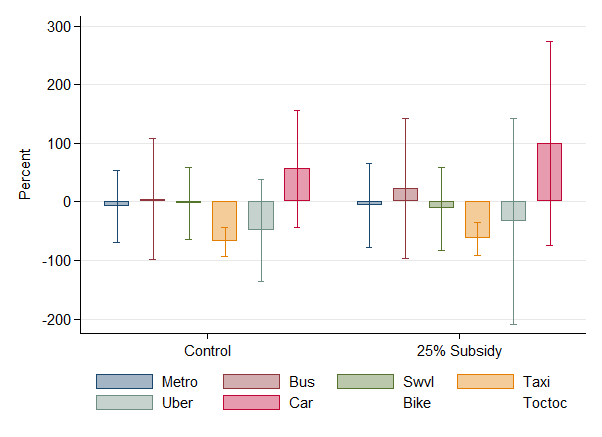 300
200
100
0
-100
-200
Percent
Control 25% Subsidy
Metro Bus Swvl Taxi
Uber Car Bike Toctoc